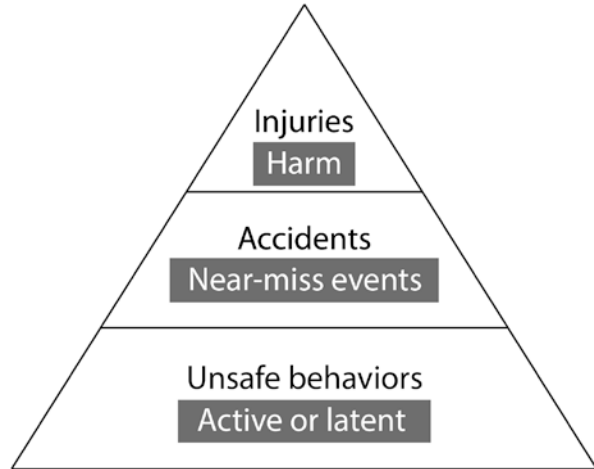 Injuries
Harm
Accidents
Near-miss events
Unsafe behaviors
Active or latent